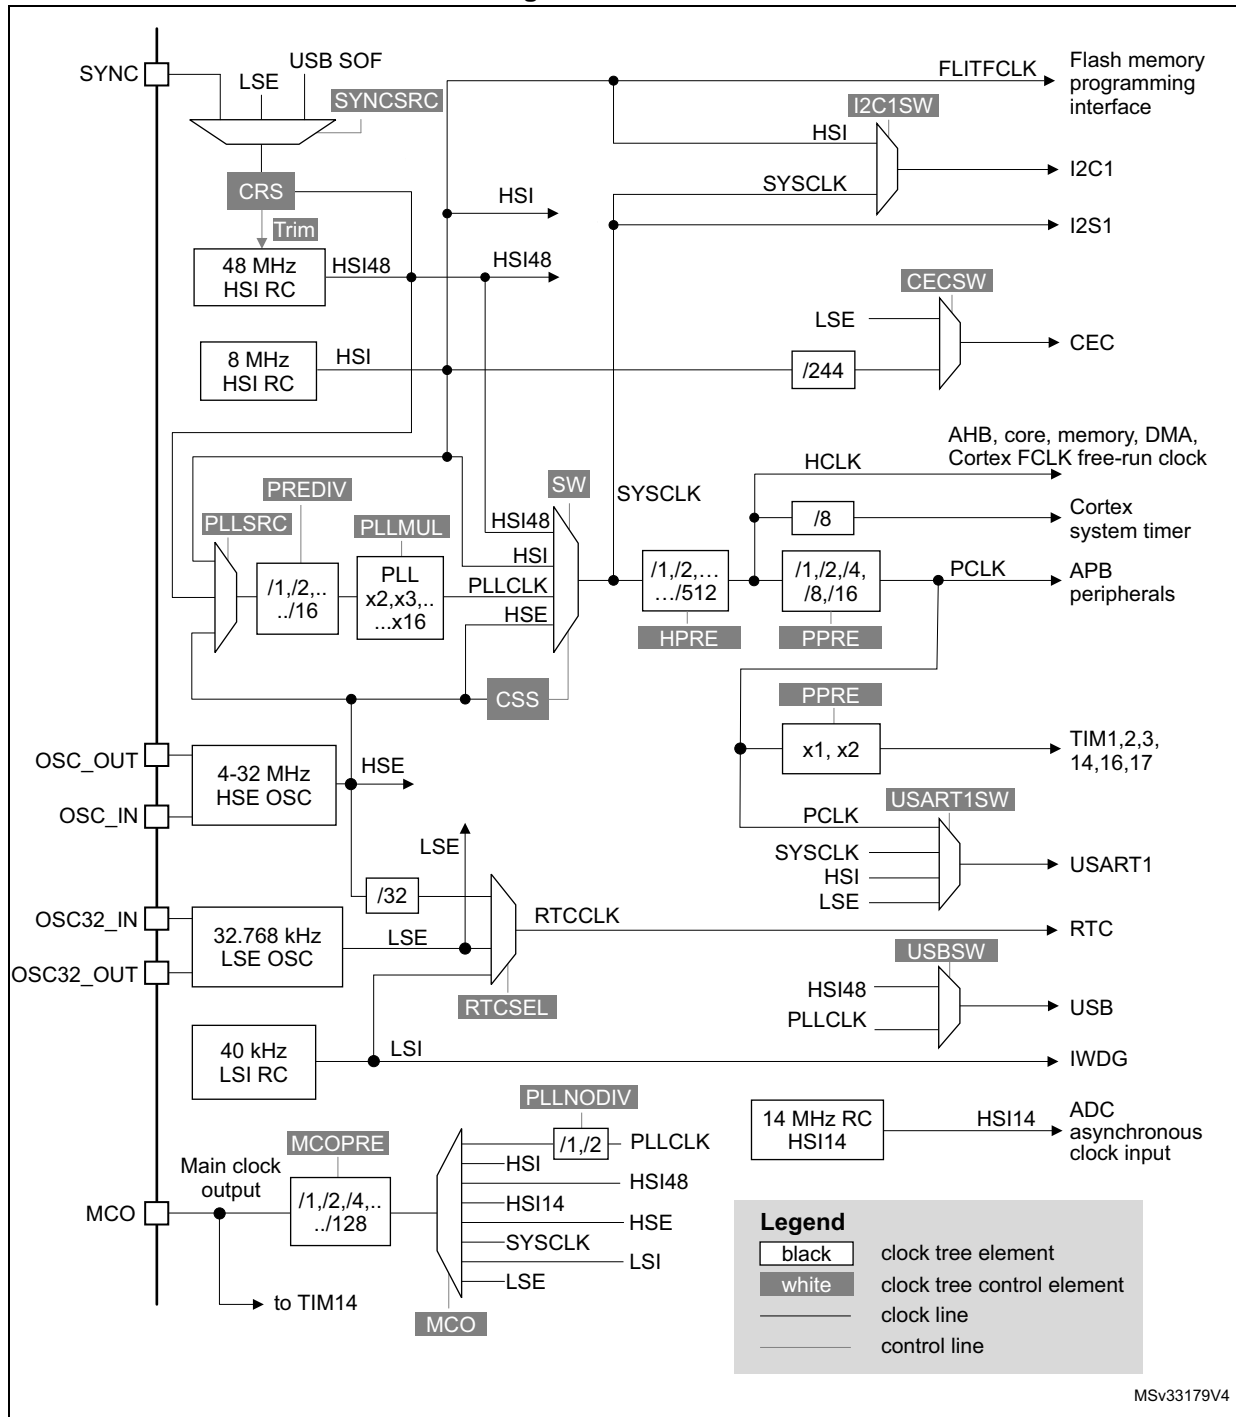 SYNC
LSE
USB SOF
SYNCSRC
CRS
Trim
48 MHz
HSI RC
HSI48
HSI
HSI48
8 MHz
HSI RC
HSI
FLITFCLK
Flash memory
programming
interface
I2C1SW
HSI
SYSCLK
I2C1
I2S1
CECSW
LSE
/244
CEC
AHB, core, memory, DMA,
Cortex FCLK free-run clock
HCLK
/8
Cortex
system timer
PLLSRC
PREDIV
/1,/2,..
../16
PLLMUL
PLL
x2,x3,..
...x16
SW
HSI48
HSI
PLLCLK
HSE
CSS
SYSCLK
/1,/2,…
…/512
HPRE
/1,/2,/4,
/8,/16
PPRE
PCLK
APB
peripherals
PPRE
x1, x2
TIM1,2,3,
14,16,17
OSC_OUT
OSC_IN
4-32 MHz
HSE OSC
HSE
USART1SW
PCLK
SYSCLK
HSI
LSE
USART1
LSE
/32
OSC32_IN
OSC32_OUT
32.768 kHz
LSE OSC
LSE
RTCCLK
RTC
RTCSEL
USBSW
HSI48
PLLCLK
USB
40 kHz
LSI RC
LSI
IWDG
14 MHz RC
HSI14
HSI14
ADC
asynchronous
clock input
PLLNODIV
/1,/2
PLLCLK
HSI
HSI48
HSI14
HSE
SYSCLK
LSI
LSE
MCO
MCOPRE
/1,/2,/4,..
../128
Main clock
output
MCO
to TIM14
Legend
black
clock tree element
white
clock tree control element
clock line
control line
MSv33179V4